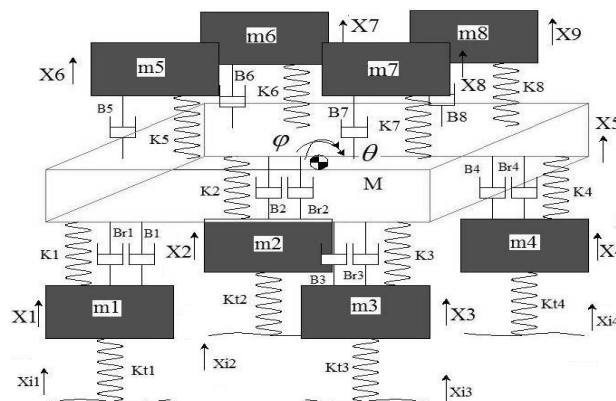 X7
X9
m6
m8
X6
m5
m7
X8
B6
K6
K8
B5
B7
B8
K5
K7
X5
φ
θ
M
K2
B2
Br2
B4
Br4
K4
Br1
B1
X2
m2
m4
K1
B3
Br3
K3
X1
m1
m3
X3
Kt2
Kt4
Xi4
Xi2
Xi1
Kt1
Kt3
Xi3